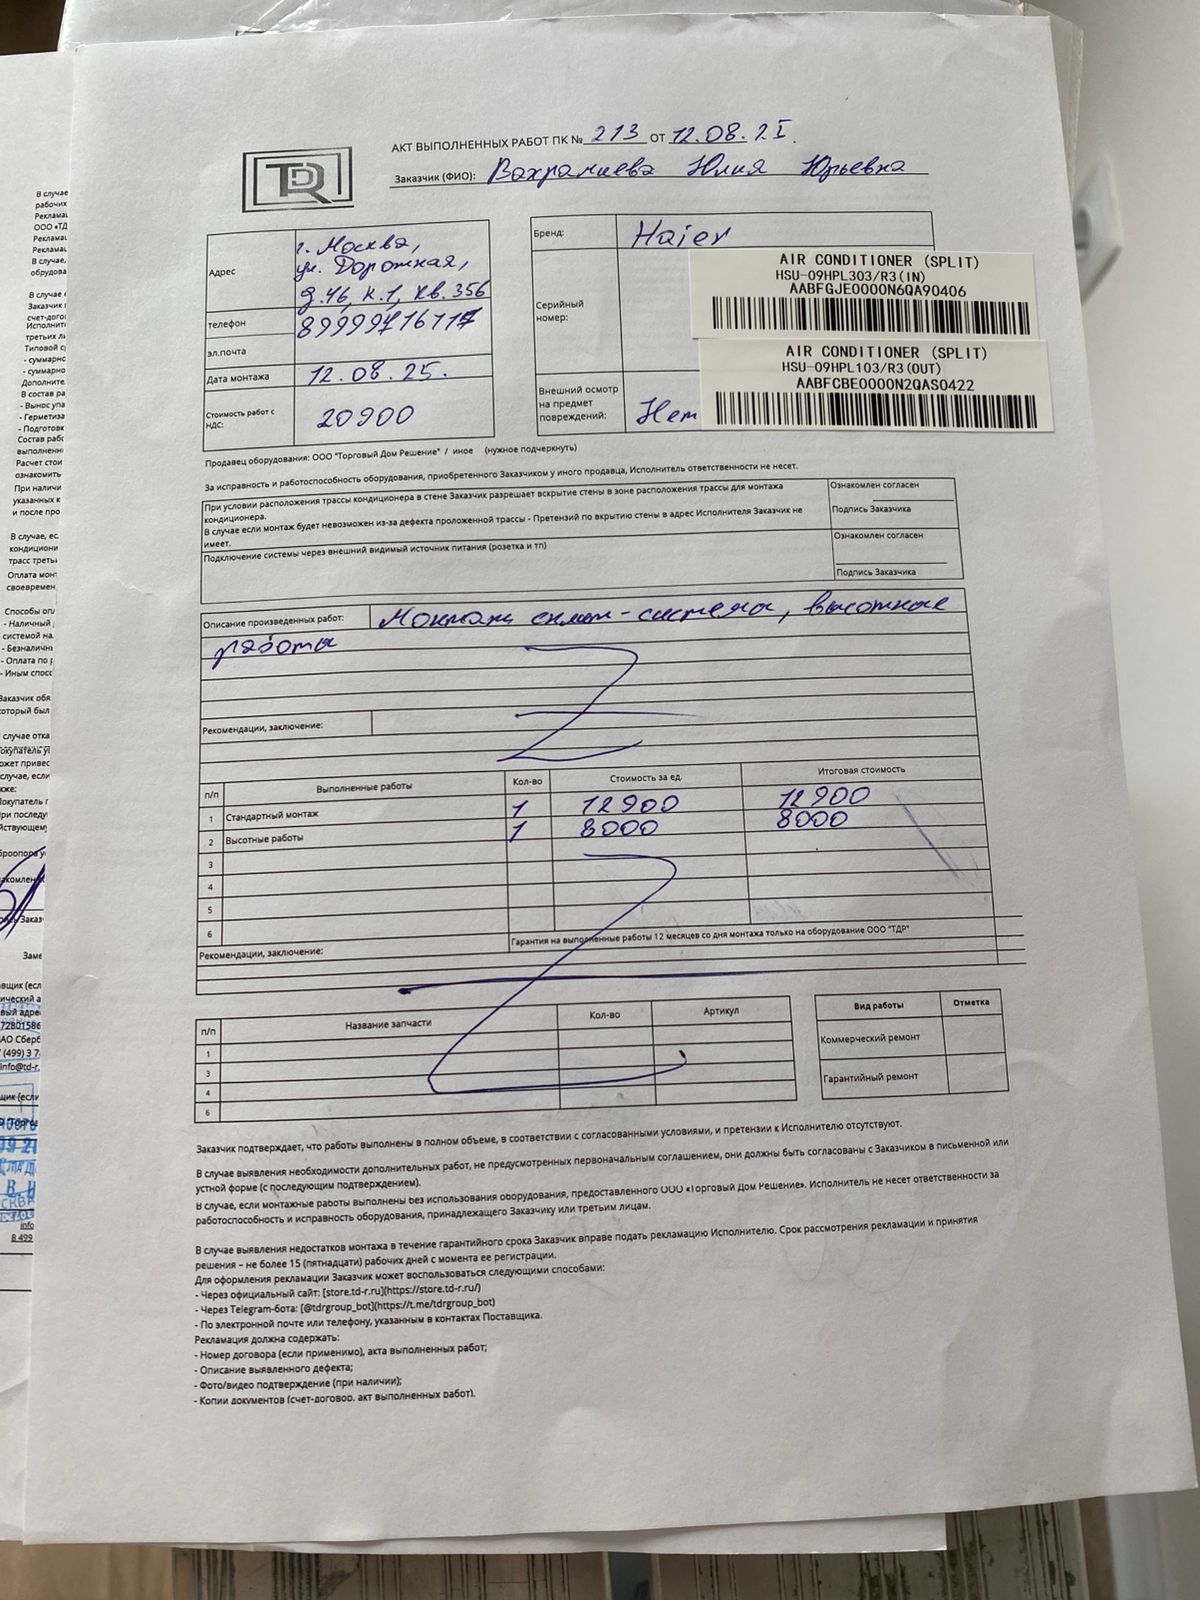 АКТ ВЫПОЛНЕННЫХ РАБОТ ПК № 213 ОТ 12.08.25.
Заказчик (ФИО): Вахрамиева Юлия Юрьевна
TDR
Адрес
г. Москва,
ул. Дорожная,
д.46, к.1, кв.356
телефон
эл.почта
Дата монтажа 12.08.25.
Стоимость работ с НДС: 20900
Бренд: Haier
Серийный номер:
AIR CONDITIONER (SPLIT)
HSU-09HPL303/R3(IN)
AABFGJE0000N6QA90406
AIR CONDITIONER (SPLIT)
HSU-09HPL103/R3(OUT)
AABFCBE0000N2QAS0422
Внешний осмотр
на предмет
повреждений: Нет
Продавец оборудования: ООО "Торговый Дом Решение" / иное (нужное подчеркнуть)
За исправность и работоспособность оборудования, приобретенного Заказчиком у иного продавца, Исполнитель ответственности не несет.
При условии расположения трассы кондиционера в стене Заказчик разрешает вскрытие стены в зоне расположения трассы для монтажа
кондиционера.
В случае если монтаж будет невозможен из-за дефекта проложенной трассы - Претензий по вкрытию стены в адрес Исполнителя Заказчик не
имеет.
Ознакомлен согласен
Подпись Заказчика
Подключение системы через внешний видимый источник питания (розетка и тп)
Ознакомлен согласен
Подпись Заказчика
Описание произведенных работ: Монтаж сплит-системы, высотные
работы
Рекомендации, заключение:
п/п Выполненные работы Кол-во Стоимость за ед. Итоговая стоимость
1 Стандартный монтаж 1 12900 12900
2 Высотные работы 1 8000 8000
3
4
5
6
Рекомендации, заключение: Гарантия на выполненные работы 12 месяцев со дня монтажа только на оборудование ООО "ТДР"
п/п Название запчасти Кол-во Артикул
1
3
4
6
Вид работы Отметка
Коммерческий ремонт
Гарантийный ремонт
Заказчик подтверждает, что работы выполнены в полном объеме, в соответствии с согласованными условиями, и претензии к Исполнителю отсутствуют.
В случае выявления необходимости дополнительных работ, не предусмотренных первоначальным соглашением, они должны быть согласованы с Заказчиком в письменной или
устной форме (с последующим подтверждением).
В случае, если монтажные работы выполнены без использования оборудования, предоставленного ООО «Торговый Дом Решение». Исполнитель не несет ответственности за
работоспособность и исправность оборудования, принадлежащего Заказчику или третьим лицам.
В случае выявления недостатков монтажа в течение гарантийного срока Заказчик вправе подать рекламацию Исполнителю. Срок рассмотрения рекламации и принятия
решения – не более 15 (пятнадцати) рабочих дней с момента ее регистрации.
Для оформления рекламации Заказчик может воспользоваться следующими способами:
- Через официальный сайт: [store.td-r.ru](https://store.td-r.ru/)
- Через Telegram-бота: [@tdrgroup_bot](https://t.me/tdrgroup_bot)
- По электронной почте или телефону, указанным в контактах Поставщика.
Рекламация должна содержать:
- Номер договора (если применимо), акта выполненных работ;
- Описание выявленного дефекта;
- Фото/видео подтверждение (при наличии);
- Копии документов (счет-договор, акт выполненных работ).